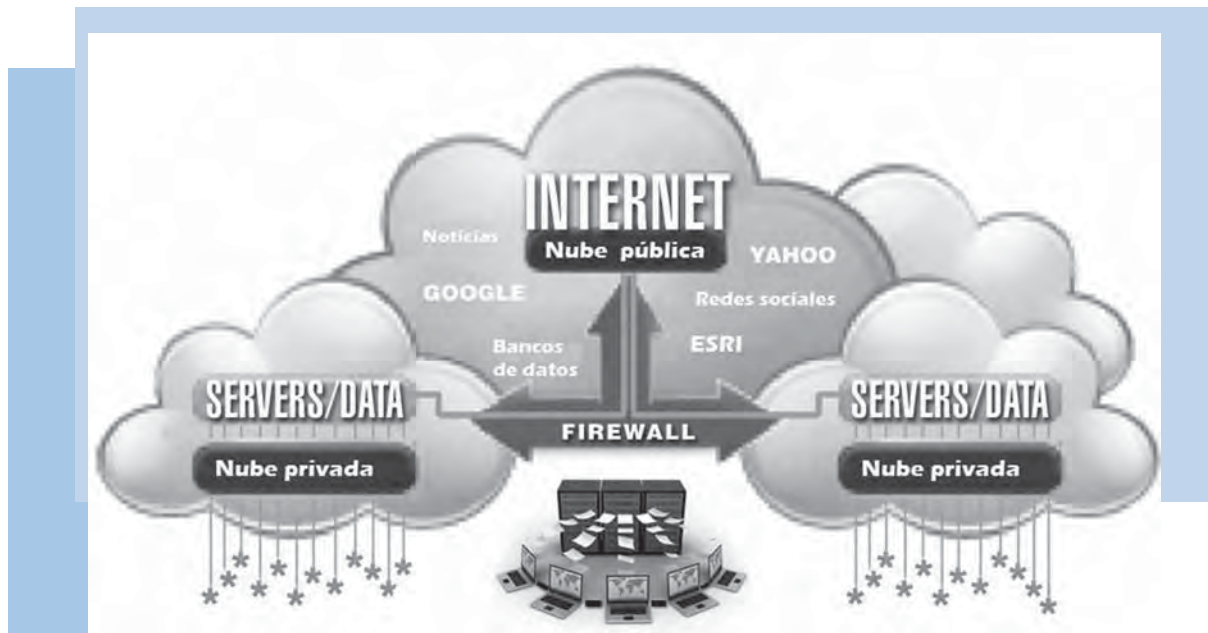 INTERNET
Nube pública
Noticias
GOOGLE
Bancos
de datos
YAHOO
Redes sociales
ESRI
SERVERS/DATA
Nube privada
FIREWALL
SERVERS/DATA
Nube privada